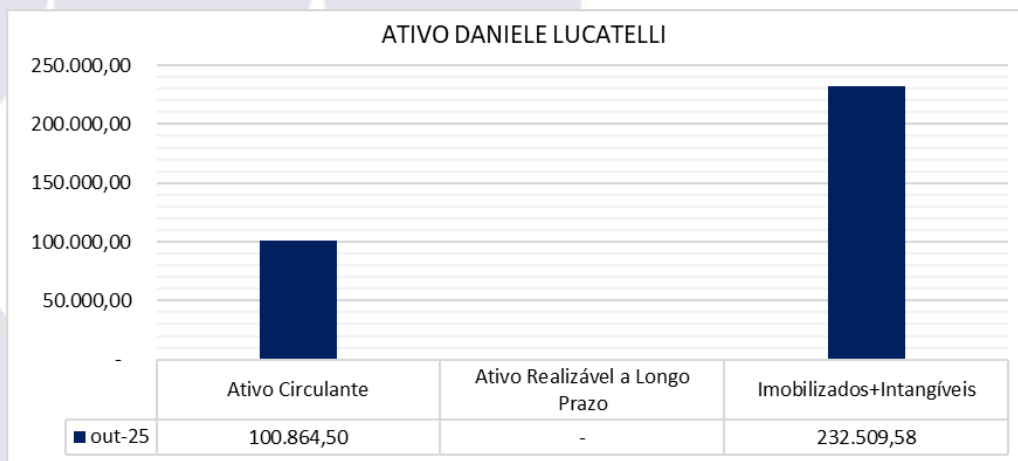 ATIVO DANIELE LUCATELLI
250.000,00
200.000,00
150.000,00
100.000,00
50.000,00
-
Ativo Circulante
Ativo Realizável a Longo
Prazo
Imobilizados+Intangíveis
out-25 100.864,50 - 232.509,58